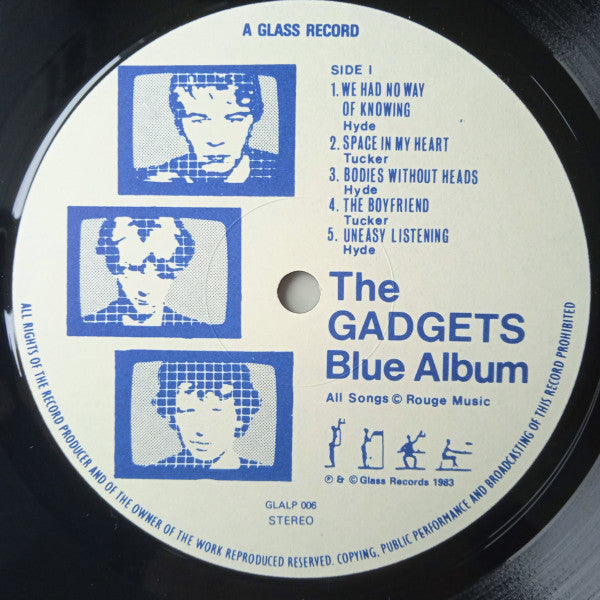 A GLASS RECORD
SIDE I
1. WE HAD NO WAY
OF KNOWING
Hyde
2. SPACE IN MY HEART
Tucker
3. BODIES WITHOUT HEADS
Hyde
4. THE BOYFRIEND
Tucker
5. UNEASY LISTENING
Hyde
The
GADGETS
Blue Album
All Songs © Rouge Music
℗ & © Glass Records 1983
GLALP 006
STEREO
ALL RIGHTS OF THE RECORD PRODUCER AND OF THE OWNER OF THE WORK REPRODUCED RESERVED. COPYING, PUBLIC PERFORMANCE AND BROADCASTING OF THIS RECORD PROHIBITED